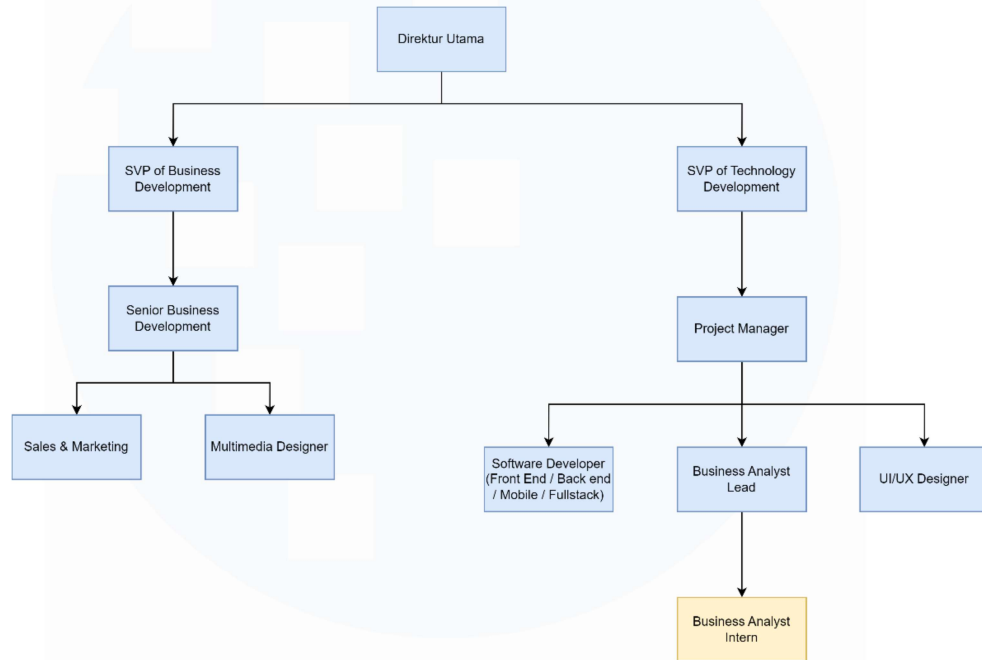 Direktur Utama
SVP of Business
Development
SVP of Technology
Development
Senior Business
Development
Project Manager
Sales & Marketing
Multimedia Designer
Software Developer
(Front End / Back end
/ Mobile / Fullstack)
Business Analyst
Lead
UI/UX Designer
Business Analyst
Intern